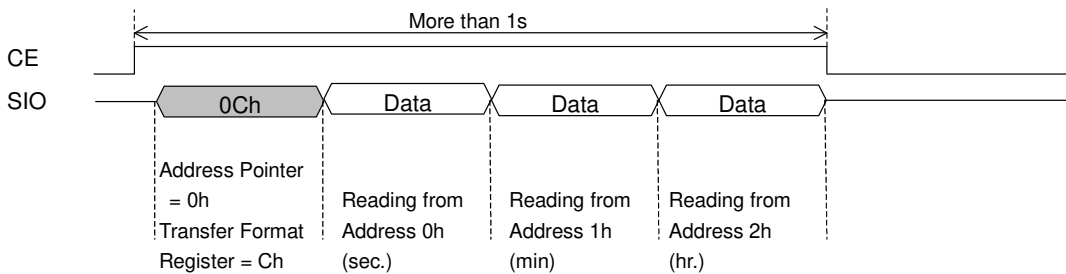 More than 1s
CE
SIO
0Ch
Data
Data
Data
Address Pointer
= 0h
Transfer Format
Register = Ch
Reading from
Address 0h
(sec.)
Reading from
Address 1h
(min)
Reading from
Address 2h
(hr.)